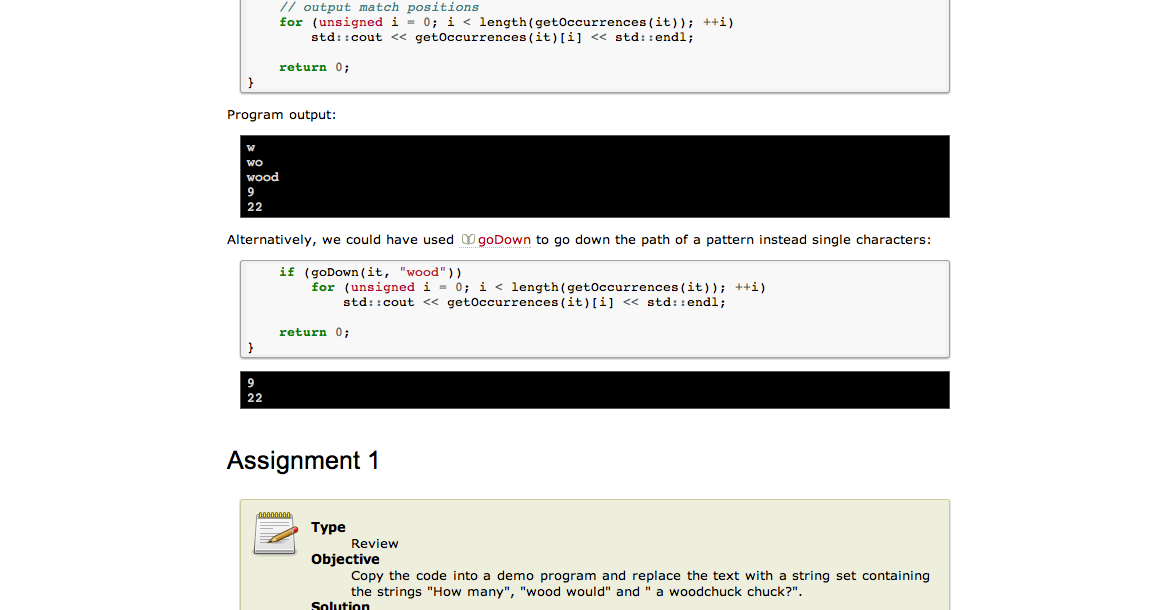 // output match positions
for (unsigned i = 0; i < length(getOccurrences(it)); ++i)
std::cout << getOccurrences(it)[i] << std::endl;
return 0;
}
Program output:
w
wo
wood
9
22
Alternatively, we could have used goDown to go down the path of a pattern instead single characters:
if (goDown(it, "wood"))
for (unsigned i = 0; i < length(getOccurrences(it)); ++i)
std::cout << getOccurrences(it)[i] << std::endl;
return 0;
}
9
22
Assignment 1
Type
Review
Objective
Copy the code into a demo program and replace the text with a string set containing
the strings "How many", "wood would" and " a woodchuck chuck?".
Solution